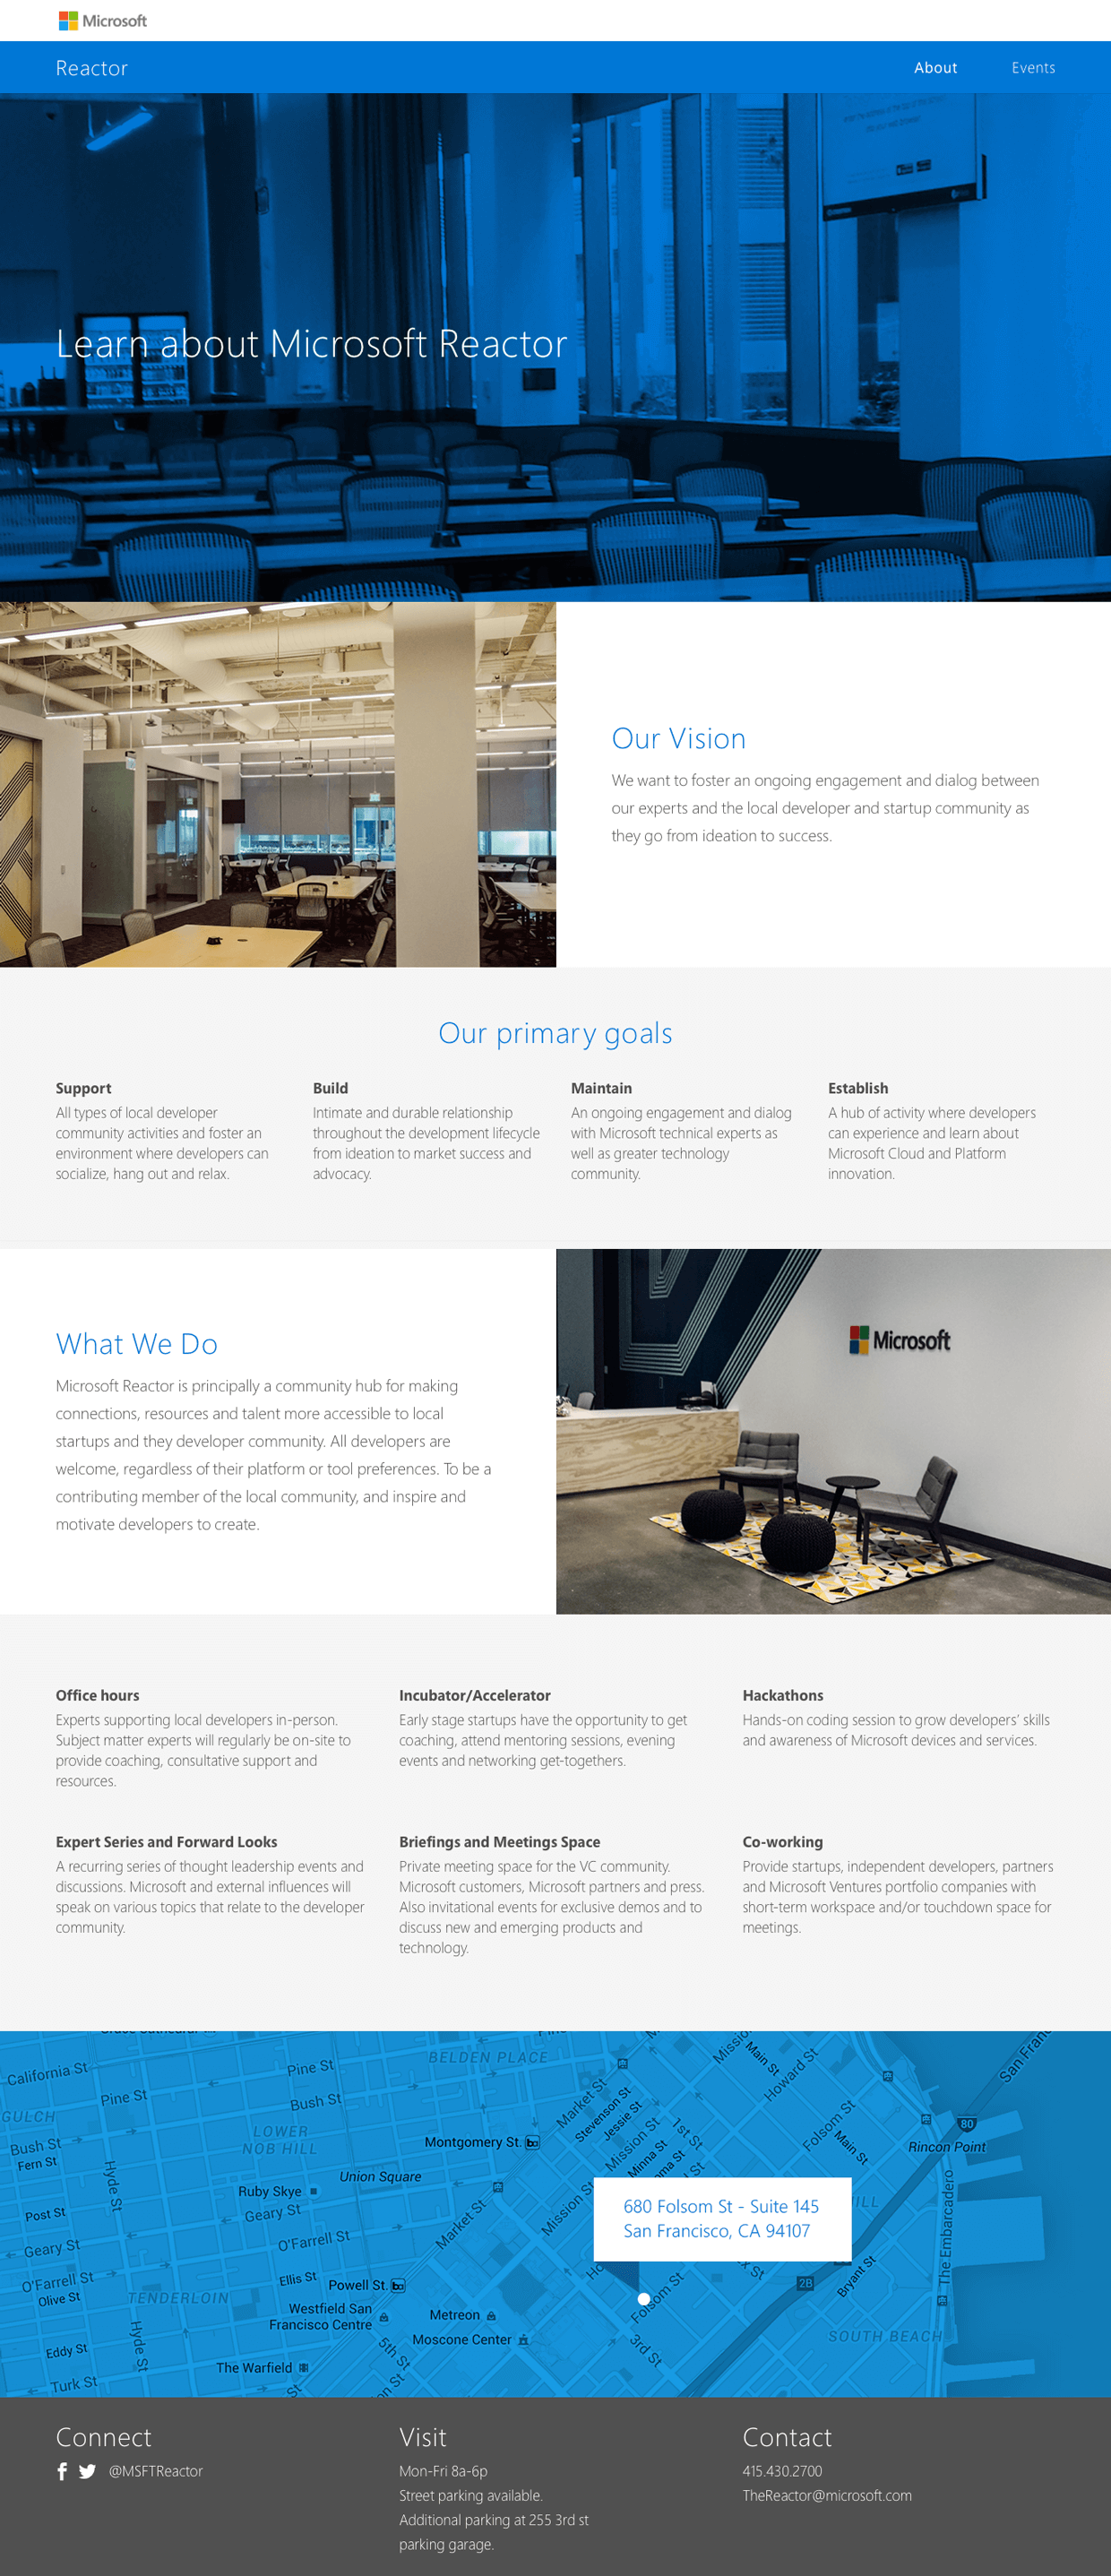 Microsoft
Reactor
About
Events
Learn about Microsoft Reactor
Our Vision
We want to foster an ongoing engagement and dialog between
our experts and the local developer and startup community as
they go from ideation to success.
Our primary goals
Support
All types of local developer
community activities and foster an
environment where developers can
socialize, hang out and relax.
Build
Intimate and durable relationship
throughout the development lifecycle
from ideation to market success and
advocacy.
Maintain
An ongoing engagement and dialog
with Microsoft technical experts as
well as greater technology
community.
Establish
A hub of activity where developers
can experience and learn about
Microsoft Cloud and Platform
innovation.
What We Do
Microsoft Reactor is principally a community hub for making
connections, resources and talent more accessible to local
startups and they developer community. All developers are
welcome, regardless of their platform or tool preferences. To be a
contributing member of the local community, and inspire and
motivate developers to create.
Microsoft
Office hours
Experts supporting local developers in-person.
Subject matter experts will regularly be on-site to
provide coaching, consultative support and
resources.
Incubator/Accelerator
Early stage startups have the opportunity to get
coaching, attend mentoring sessions, evening
events and networking get-togethers.
Hackathons
Hands-on coding session to grow developers' skills
and awareness of Microsoft devices and services.
Expert Series and Forward Looks
A recurring series of thought leadership events and
discussions. Microsoft and external influences will
speak on various topics that relate to the developer
community.
Briefings and Meetings Space
Private meeting space for the VC community.
Microsoft customers, Microsoft partners and press.
Also invitational events for exclusive demos and to
discuss new and emerging products and
technology.
Co-working
Provide startups, independent developers, partners
and Microsoft Ventures portfolio companies with
short-term workspace and/or touchdown space for
meetings.
California St
Pine St
Pine St
BELDEN PLACE
Bush St
GULCH
LOWER
NOB HILL
Bush St
Fern St
Hyde St
Montgomery St.
Union Square
Ruby Skye
Geary St
Post St
Geary St
O'Farrell St
O'Farrell St
Olive St
Ellis St
Powell St.
TENDERLOIN
Westfield San
Francisco Centre
Metreon
Moscone Center
Eddy St
Hyde St
The Warfield
Turk St
5th St
Market St
Market St
Stevenson St
Jessie St
Mission St
Minna St
1st St
Mission St
Main St
Howard St
Folsom St
Main St
80
Rincon Point
The Embarcadero
680 Folsom St - Suite 145
San Francisco, CA 94107
2B
Bryant St
Folsom St
3rd St
SOUTH BEACH
Connect
@MSFTReactor
Visit
Mon-Fri 8a-6p
Street parking available.
Additional parking at 255 3rd st
parking garage.
Contact
415.430.2700
TheReactor@microsoft.com